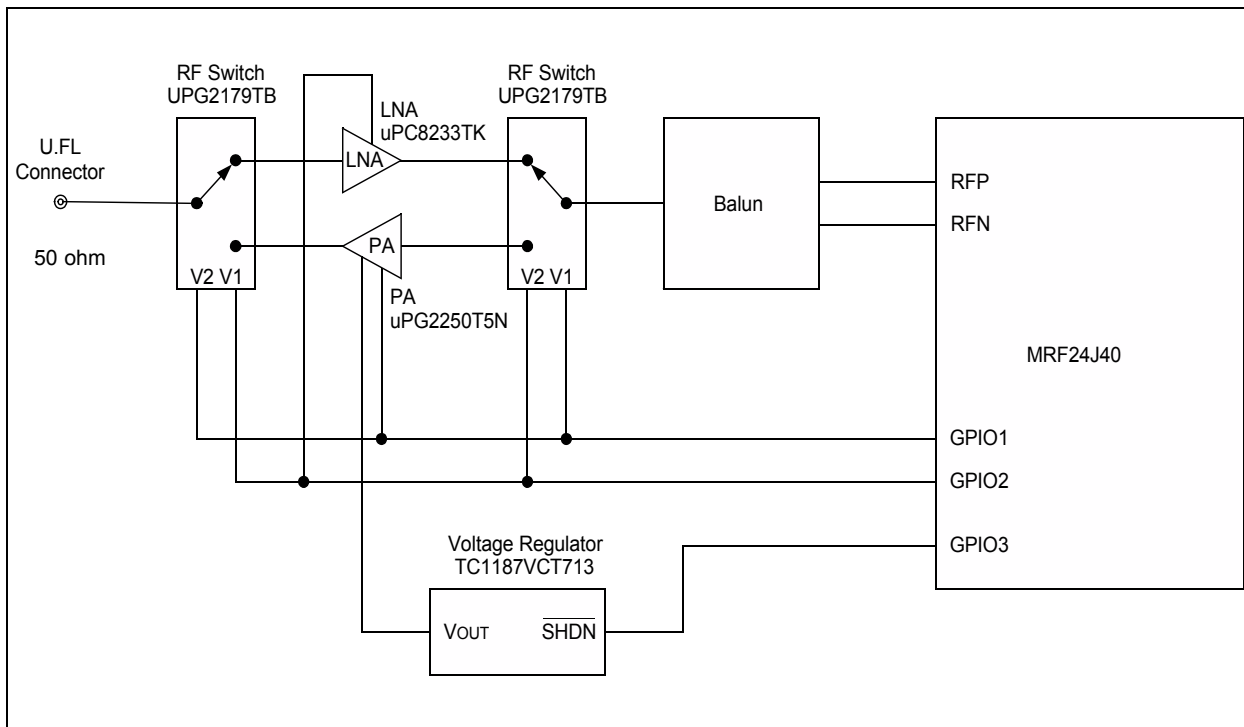 RF Switch
UPG2179TB
RF Switch
UPG2179TB
LNA
uPC8233TK
U.FL
Connector
LNA
RFP
Balun
RFN
50 ohm
PA
V2 V1
V2 V1
PA
uPG2250T5N
MRF24J40
GPIO1
GPIO2
GPIO3
Voltage Regulator
TC1187VCT713
VOUT
SHDN